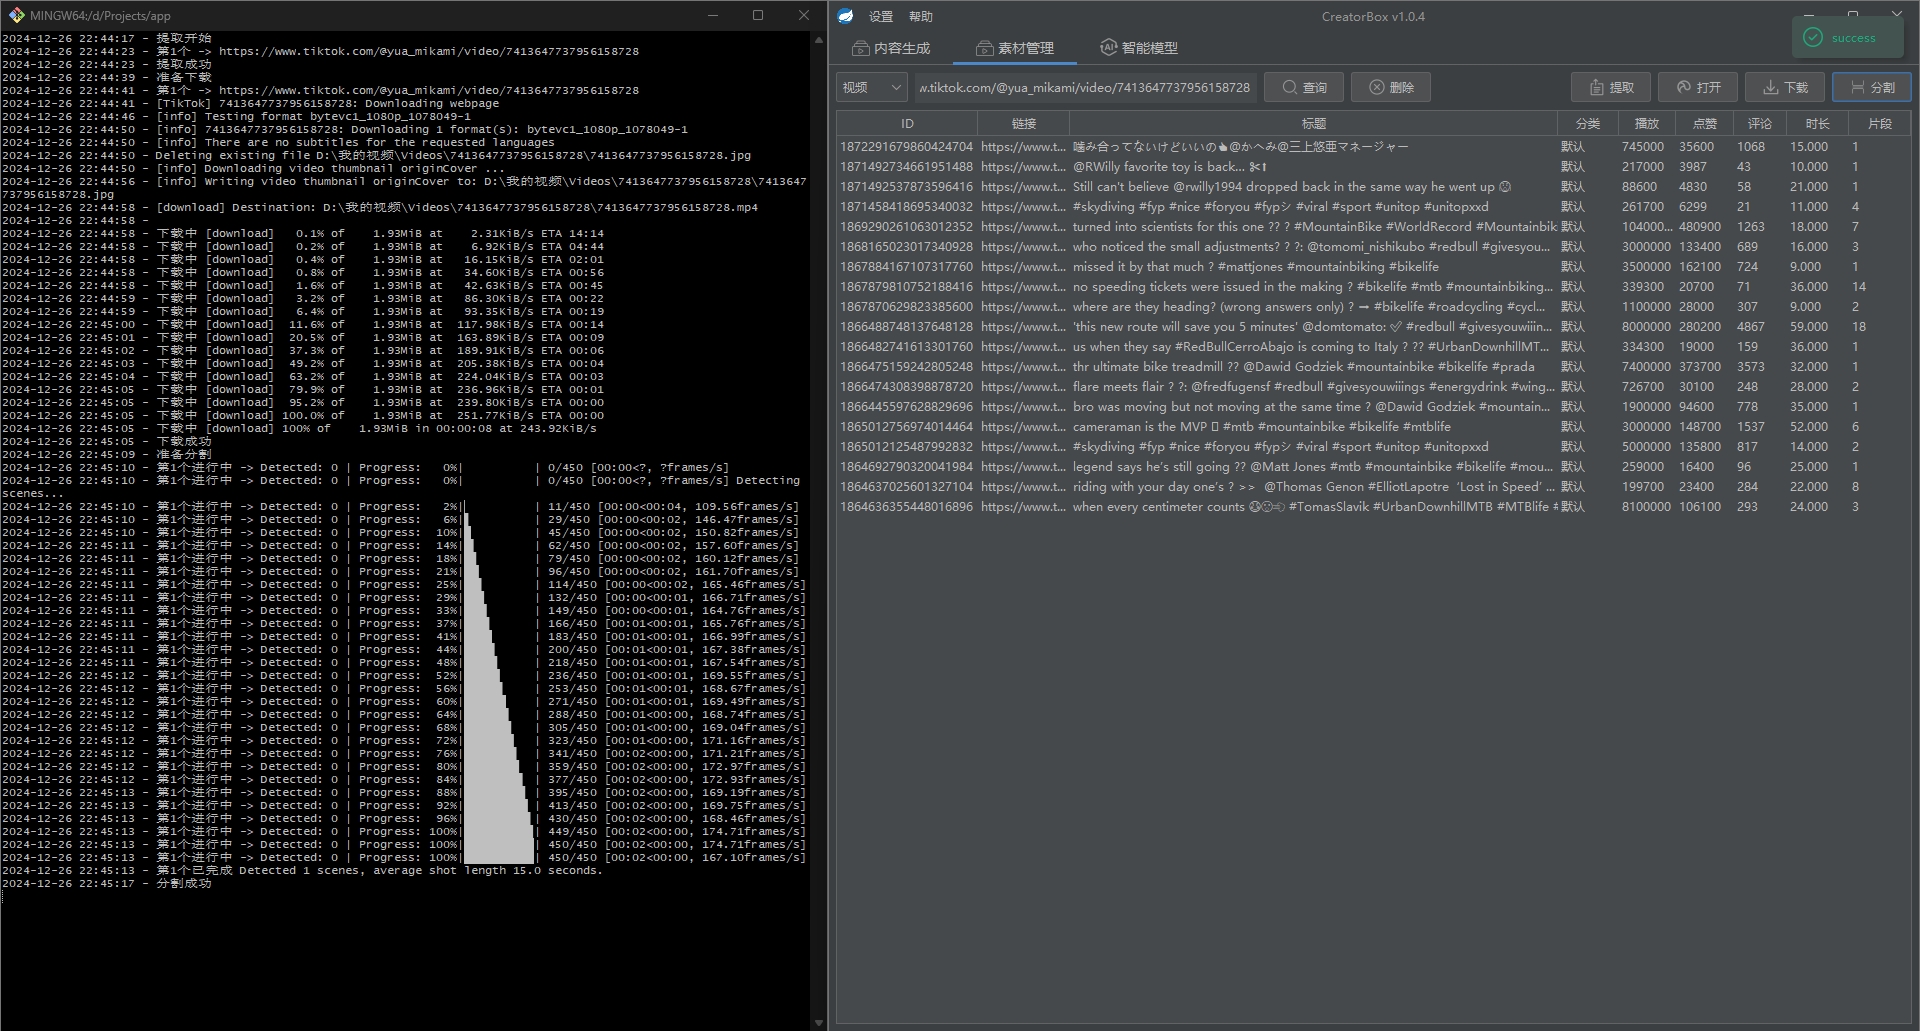 MINGW64:/d/Projects/app
2024-12-26 22:44:17 - 提取开始
2024-12-26 22:44:23 - 第1个 -> https://www.tiktok.com/@yua_mikami/video/7413647737956158728
2024-12-26 22:44:23 - 提取成功
2024-12-26 22:44:39 - 准备下载
2024-12-26 22:44:41 - 第1个 -> https://www.tiktok.com/@yua_mikami/video/7413647737956158728
2024-12-26 22:44:41 - [TikTok] 7413647737956158728: Downloading webpage
2024-12-26 22:44:46 - [info] Testing format bytevc1_1080p_1078049-1
2024-12-26 22:44:50 - [info] 7413647737956158728: Downloading 1 format(s): bytevc1_1080p_1078049-1
2024-12-26 22:44:50 - [info] There are no subtitles for the requested languages
2024-12-26 22:44:50 - Deleting existing file D:\我的视频\Videos\7413647737956158728\7413647737956158728.jpg
2024-12-26 22:44:50 - [info] Downloading video thumbnail originCover ...
2024-12-26 22:44:56 - [info] Writing video thumbnail originCover to: D:\我的视频\Videos\7413647737956158728\7413647
737956158728.jpg
2024-12-26 22:44:58 - [download] Destination: D:\我的视频\Videos\7413647737956158728\7413647737956158728.mp4
2024-12-26 22:44:58 -
2024-12-26 22:44:58 - 下载中 [download]   0.1% of    1.93MiB at    2.31KiB/s ETA 14:14
2024-12-26 22:44:58 - 下载中 [download]   0.2% of    1.93MiB at    6.92KiB/s ETA 04:44
2024-12-26 22:44:58 - 下载中 [download]   0.4% of    1.93MiB at   16.15KiB/s ETA 02:01
2024-12-26 22:44:58 - 下载中 [download]   0.8% of    1.93MiB at   34.60KiB/s ETA 00:56
2024-12-26 22:44:58 - 下载中 [download]   1.6% of    1.93MiB at   42.63KiB/s ETA 00:45
2024-12-26 22:44:59 - 下载中 [download]   3.2% of    1.93MiB at   86.30KiB/s ETA 00:22
2024-12-26 22:44:59 - 下载中 [download]   6.4% of    1.93MiB at   93.35KiB/s ETA 00:19
2024-12-26 22:45:00 - 下载中 [download]  11.6% of    1.93MiB at  117.98KiB/s ETA 00:14
2024-12-26 22:45:01 - 下载中 [download]  20.5% of    1.93MiB at  163.89KiB/s ETA 00:09
2024-12-26 22:45:02 - 下载中 [download]  37.3% of    1.93MiB at  189.91KiB/s ETA 00:06
2024-12-26 22:45:03 - 下载中 [download]  49.2% of    1.93MiB at  205.38KiB/s ETA 00:04
2024-12-26 22:45:04 - 下载中 [download]  63.2% of    1.93MiB at  224.04KiB/s ETA 00:03
2024-12-26 22:45:05 - 下载中 [download]  79.9% of    1.93MiB at  236.96KiB/s ETA 00:01
2024-12-26 22:45:05 - 下载中 [download]  95.2% of    1.93MiB at  239.80KiB/s ETA 00:00
2024-12-26 22:45:05 - 下载中 [download] 100.0% of    1.93MiB at  251.77KiB/s ETA 00:00
2024-12-26 22:45:05 - 下载中 [download] 100% of    1.93MiB in 00:00:08 at 243.92KiB/s
2024-12-26 22:45:05 - 下载成功
2024-12-26 22:45:09 - 准备分割
2024-12-26 22:45:10 - 第1个进行中 -> Detected: 0 | Progress:   0%| | 0/450 [00:00<?, ?frames/s]
2024-12-26 22:45:10 - 第1个进行中 -> Detected: 0 | Progress:   0%| | 0/450 [00:00<?, ?frames/s] Detecting
scenes...
2024-12-26 22:45:10 - 第1个进行中 -> Detected: 0 | Progress:   2%| | 11/450 [00:00<00:04, 109.56frames/s]
2024-12-26 22:45:10 - 第1个进行中 -> Detected: 0 | Progress:   6%| | 29/450 [00:00<00:02, 146.47frames/s]
2024-12-26 22:45:10 - 第1个进行中 -> Detected: 0 | Progress:  10%| | 45/450 [00:00<00:02, 150.82frames/s]
2024-12-26 22:45:11 - 第1个进行中 -> Detected: 0 | Progress:  14%| | 62/450 [00:00<00:02, 157.60frames/s]
2024-12-26 22:45:11 - 第1个进行中 -> Detected: 0 | Progress:  18%| | 79/450 [00:00<00:02, 160.12frames/s]
2024-12-26 22:45:11 - 第1个进行中 -> Detected: 0 | Progress:  21%| | 96/450 [00:00<00:02, 161.70frames/s]
2024-12-26 22:45:11 - 第1个进行中 -> Detected: 0 | Progress:  25%| | 114/450 [00:00<00:02, 165.46frames/s]
2024-12-26 22:45:11 - 第1个进行中 -> Detected: 0 | Progress:  29%| | 132/450 [00:00<00:01, 166.71frames/s]
2024-12-26 22:45:11 - 第1个进行中 -> Detected: 0 | Progress:  33%| | 149/450 [00:00<00:01, 164.76frames/s]
2024-12-26 22:45:11 - 第1个进行中 -> Detected: 0 | Progress:  37%| | 166/450 [00:01<00:01, 165.76frames/s]
2024-12-26 22:45:11 - 第1个进行中 -> Detected: 0 | Progress:  41%| | 183/450 [00:01<00:01, 166.99frames/s]
2024-12-26 22:45:11 - 第1个进行中 -> Detected: 0 | Progress:  44%| | 200/450 [00:01<00:01, 167.38frames/s]
2024-12-26 22:45:11 - 第1个进行中 -> Detected: 0 | Progress:  48%| | 218/450 [00:01<00:01, 167.54frames/s]
2024-12-26 22:45:12 - 第1个进行中 -> Detected: 0 | Progress:  52%| | 236/450 [00:01<00:01, 169.55frames/s]
2024-12-26 22:45:12 - 第1个进行中 -> Detected: 0 | Progress:  56%| | 253/450 [00:01<00:01, 168.67frames/s]
2024-12-26 22:45:12 - 第1个进行中 -> Detected: 0 | Progress:  60%| | 271/450 [00:01<00:01, 169.49frames/s]
2024-12-26 22:45:12 - 第1个进行中 -> Detected: 0 | Progress:  64%| | 288/450 [00:01<00:00, 168.74frames/s]
2024-12-26 22:45:12 - 第1个进行中 -> Detected: 0 | Progress:  68%| | 305/450 [00:01<00:00, 169.04frames/s]
2024-12-26 22:45:12 - 第1个进行中 -> Detected: 0 | Progress:  72%| | 323/450 [00:01<00:00, 171.16frames/s]
2024-12-26 22:45:12 - 第1个进行中 -> Detected: 0 | Progress:  76%| | 341/450 [00:02<00:00, 171.21frames/s]
2024-12-26 22:45:12 - 第1个进行中 -> Detected: 0 | Progress:  80%| | 359/450 [00:02<00:00, 172.97frames/s]
2024-12-26 22:45:12 - 第1个进行中 -> Detected: 0 | Progress:  84%| | 377/450 [00:02<00:00, 172.93frames/s]
2024-12-26 22:45:13 - 第1个进行中 -> Detected: 0 | Progress:  88%| | 395/450 [00:02<00:00, 169.19frames/s]
2024-12-26 22:45:13 - 第1个进行中 -> Detected: 0 | Progress:  92%| | 413/450 [00:02<00:00, 169.75frames/s]
2024-12-26 22:45:13 - 第1个进行中 -> Detected: 0 | Progress:  96%| | 430/450 [00:02<00:00, 168.46frames/s]
2024-12-26 22:45:13 - 第1个进行中 -> Detected: 0 | Progress: 100%| | 449/450 [00:02<00:00, 174.71frames/s]
2024-12-26 22:45:13 - 第1个进行中 -> Detected: 0 | Progress: 100%| | 450/450 [00:02<00:00, 174.71frames/s]
2024-12-26 22:45:13 - 第1个进行中 -> Detected: 0 | Progress: 100%| | 450/450 [00:02<00:00, 167.10frames/s]
2024-12-26 22:45:13 - 第1个已完成 Detected 1 scenes, average shot length 15.0 seconds.
2024-12-26 22:45:17 - 分割成功
设置 帮助 CreatorBox v1.0.4
内容生成 素材管理 智能模型
success
视频 w.tiktok.com/@yua_mikami/video/7413647737956158728 查询 删除 提取 打开 下载 分割
ID 链接 标题 分类 播放 点赞 评论 时长 片段
1872291679860424704 https://www.t... 噛み合ってないけどいいの👍@かへみ@三上悠亜マネージャー 默认 745000 35600 1068 15.000 1
1871492734661951488 https://www.t... @RWilly favorite toy is back... 默认 217000 3987 43 10.000 1
1871492537873596416 https://www.t... Still can't believe @rwilly1994 dropped back in the same way he went up 默认 88600 4830 58 21.000 1
1871458418695340032 https://www.t... #skydiving #fyp #nice #foryou #fypシ #viral #sport #unitop #unitopxxd 默认 261700 6299 21 11.000 4
1869290261063012352 https://www.t... turned into scientists for this one ?? ? #MountainBike #WorldRecord #Mountainbik 默认 104000... 480900 1263 18.000 7
1868165023017340928 https://www.t... who noticed the small adjustments? ? ?: @tomomi_nishikubo #redbull #givesyou... 默认 3000000 133400 689 16.000 3
1867884167107317760 https://www.t... missed it by that much ? #mattjones #mountainbiking #bikelife 默认 3500000 162100 724 9.000 1
1867879810752188416 https://www.t... no speeding tickets were issued in the making ? #bikelife #mtb #mountainbiking... 默认 339300 20700 71 36.000 14
1867870629823385600 https://www.t... where are they heading? (wrong answers only) ? ➞ #bikelife #roadcycling #cycl... 默认 1100000 28000 307 9.000 2
1866488748137648128 https://www.t... 'this new route will save you 5 minutes' @domtomato: ✅ #redbull #givesyouwiiin... 默认 8000000 280200 4867 59.000 18
1866482741613301760 https://www.t... us when they say #RedBullCerroAbajo is coming to Italy ? ?? #UrbanDownhillMT... 默认 334300 19000 159 36.000 1
1866475159242805248 https://www.t... thr ultimate bike treadmill ?? @Dawid Godziek #mountainbike #bikelife #prada 默认 7400000 373700 3573 32.000 1
1866474308398878720 https://www.t... flare meets flair ? ?: @fredfugensf #redbull #givesyouwiiings #energydrink #wing... 默认 726700 30100 248 28.000 2
1866445597628829696 https://www.t... bro was moving but not moving at the same time ? @Dawid Godziek #mountain... 默认 1900000 94600 778 35.000 1
1865012756974014464 https://www.t... cameraman is the MVP #mtb #mountainbike #bikelife #mtblife 默认 3000000 148700 1537 52.000 6
1865012125487992832 https://www.t... #skydiving #fyp #nice #foryou #fypシ #viral #sport #unitop #unitopxxd 默认 5000000 135800 817 14.000 2
1864692790320041984 https://www.t... legend says he's still going ?? @Matt Jones #mtb #mountainbike #bikelife #mou... 默认 259000 16400 96 25.000 1
1864637025601327104 https://www.t... riding with your day one's ? >> @Thomas Genon #ElliotLapotre 'Lost in Speed' ... 默认 199700 23400 284 22.000 8
1864636355448016896 https://www.t... when every centimeter counts #TomasSlavik #UrbanDownhillMTB #MTBlife # 默认 8100000 106100 293 24.000 3